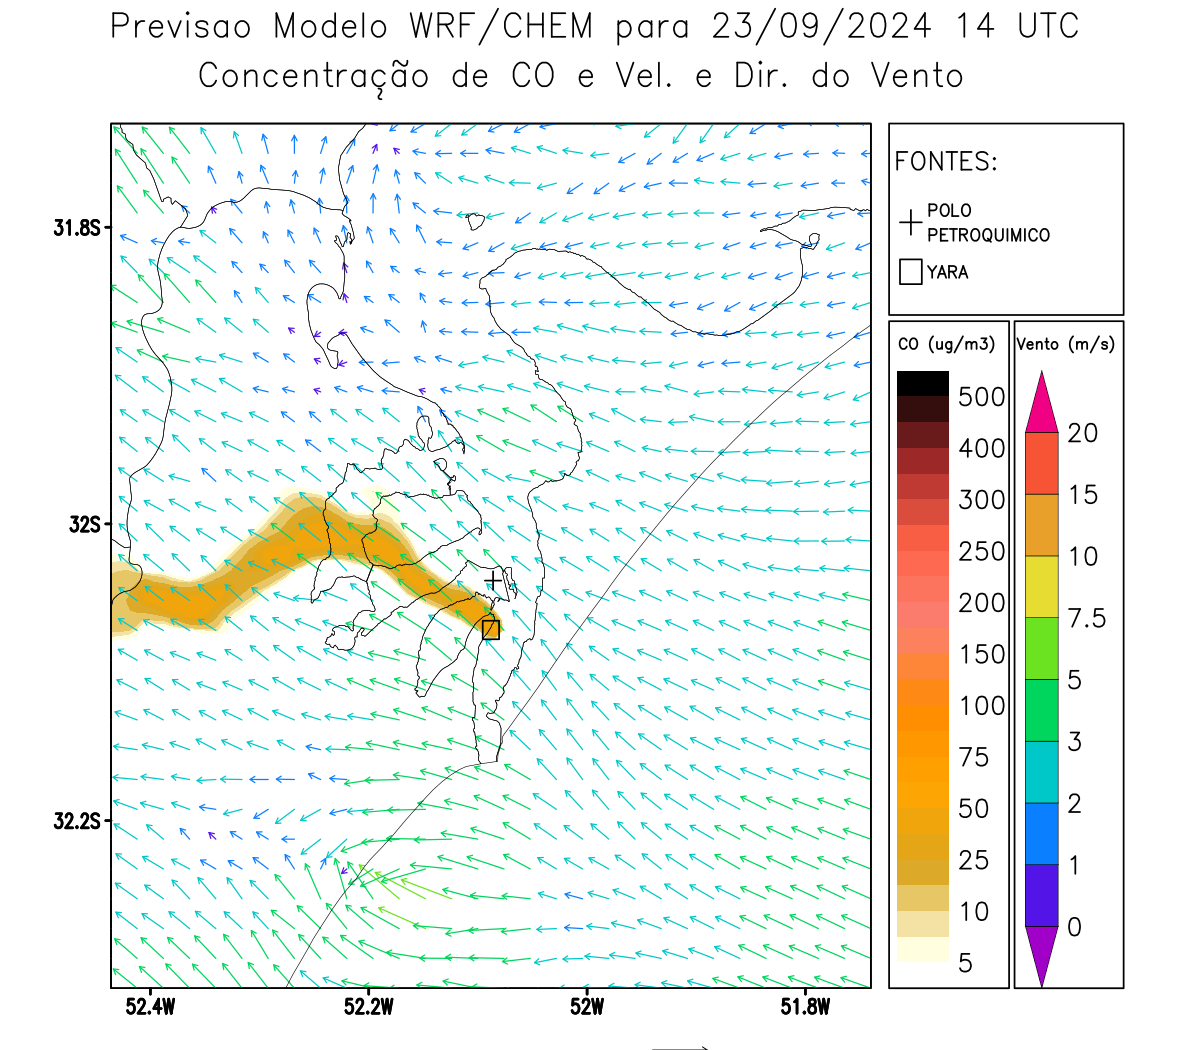 Previsao Modelo WRF/CHEM para 23/09/2024 14 UTC
Concentração de CO e Vel. e Dir. do Vento
FONTES:
POLO
PETROQUIMICO
YARA
CO (ug/m3)
500
400
300
250
200
150
100
75
50
25
10
5
Vento (m/s)
20
15
10
7.5
5
3
2
1
0
31.8S
32S
32.2S
52.4W
52.2W
52W
51.8W